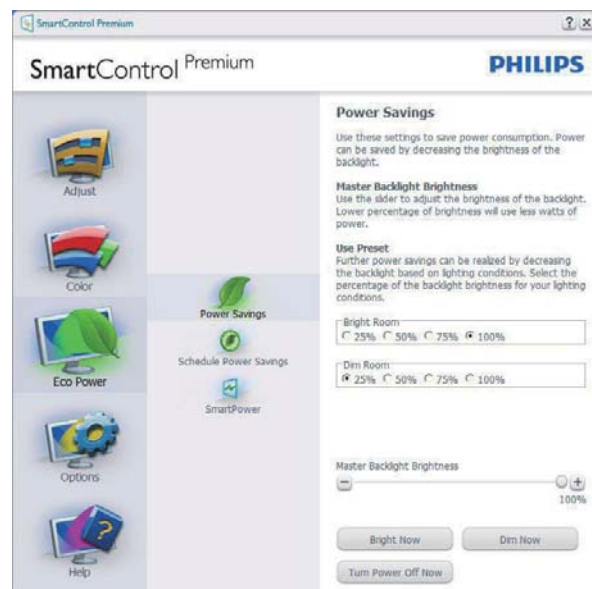 SmartControl Premium
? x
SmartControl Premium
PHILIPS
Adjust
Color
Eco Power
Options
Help
Power Savings
Schedule Power Savings
SmartPower
Power Savings
Use these settings to save power consumption. Power
can be saved by decreasing the brightness of the
backlight.
Master Backlight Brightness
Use the slider to adjust the brightness of the backlight.
Lower percentage of brightness will use less watts of
power.
Use Preset
Further power savings can be realized by decreasing
the backlight based on lighting conditions. Select the
percentage of the backlight brightness for your lighting
conditions.
Bright Room
25% 50% 75% 100%
Dim Room
25% 50% 75% 100%
Master Backlight Brightness
− +
100%
Bright Now Dim Now
Turn Power Off Now